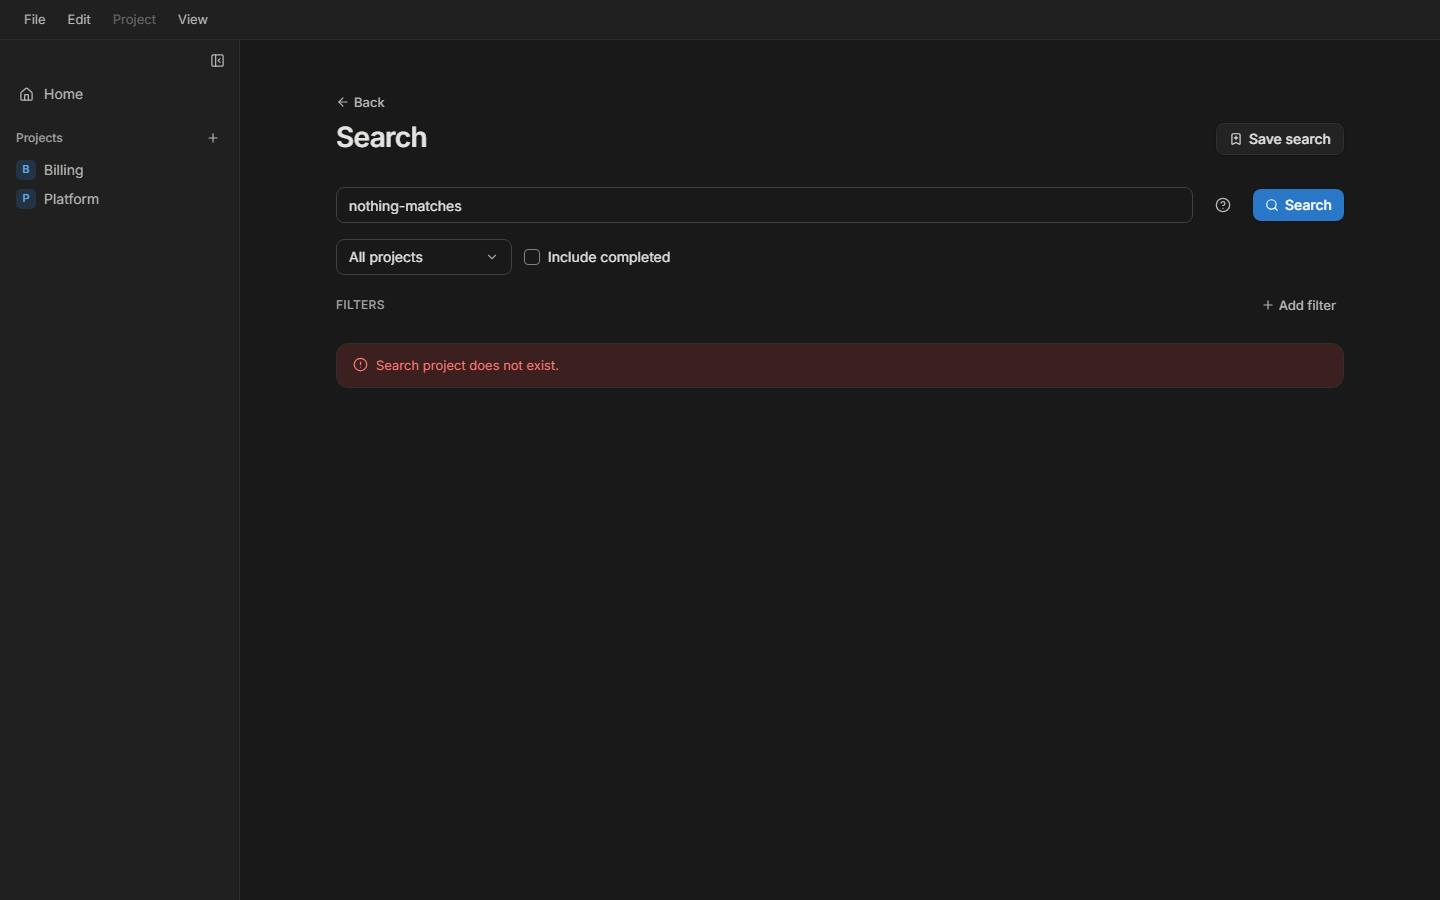 File Edit Project View
Home
Projects
B Billing
P Platform
Back
Search
Save search
nothing-matches
Search
All projects
Include completed
FILTERS
Add filter
Search project does not exist.